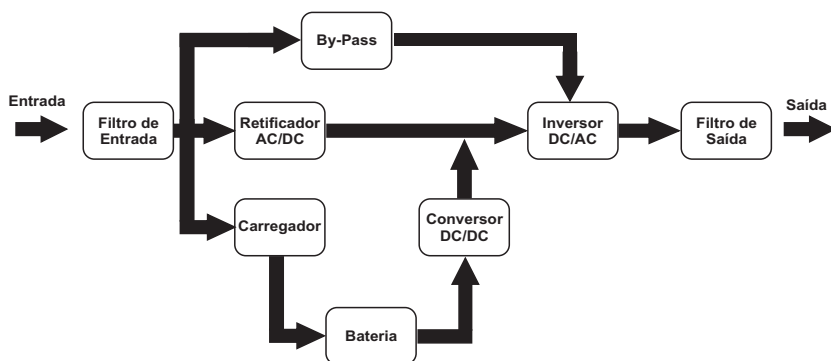 By-Pass
Entrada
Filtro de
Entrada
Retificador
AC/DC
Inversor
DC/AC
Filtro de
Saída
Saída
Carregador
Conversor
DC/DC
Bateria